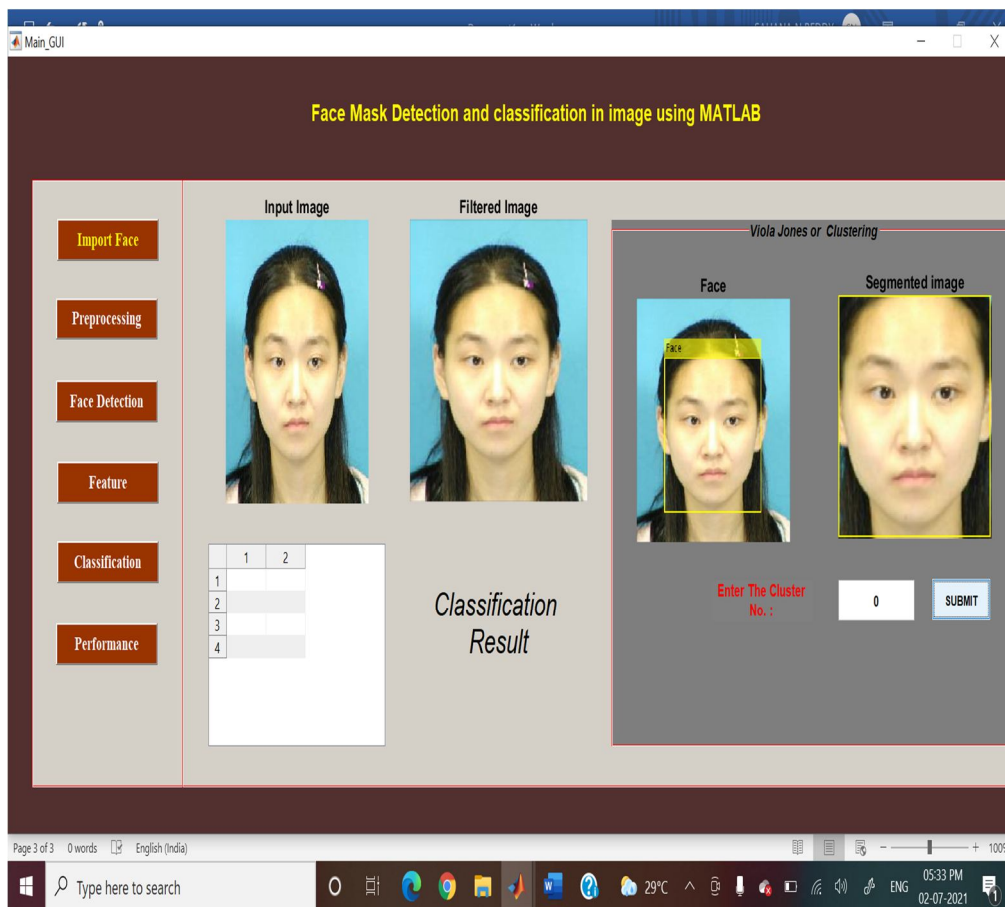 Main_GUI
Face Mask Detection and classification in image using MATLAB
Import Face
Preprocessing
Face Detection
Feature
Classification
Performance
Input Image
Filtered Image
Viola Jones or Clustering
Face
Segmented image
Face
1 2
1
2
3
4
Classification
Result
Enter The Cluster
No. :
0
SUBMIT
Page 3 of 3 0 words English (India)
100%
Type here to search
29°C
ENG
05:33 PM
02-07-2021
1